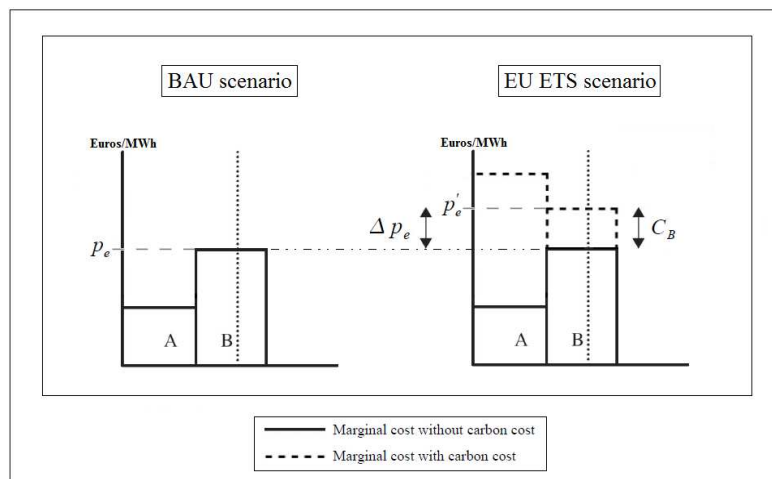 BAU scenario
EU ETS scenario
Euros/MWh
Euros/MWh
p_e
Δ p_e
p'_e
C_B
A
B
A
B
Marginal cost without carbon cost
Marginal cost with carbon cost